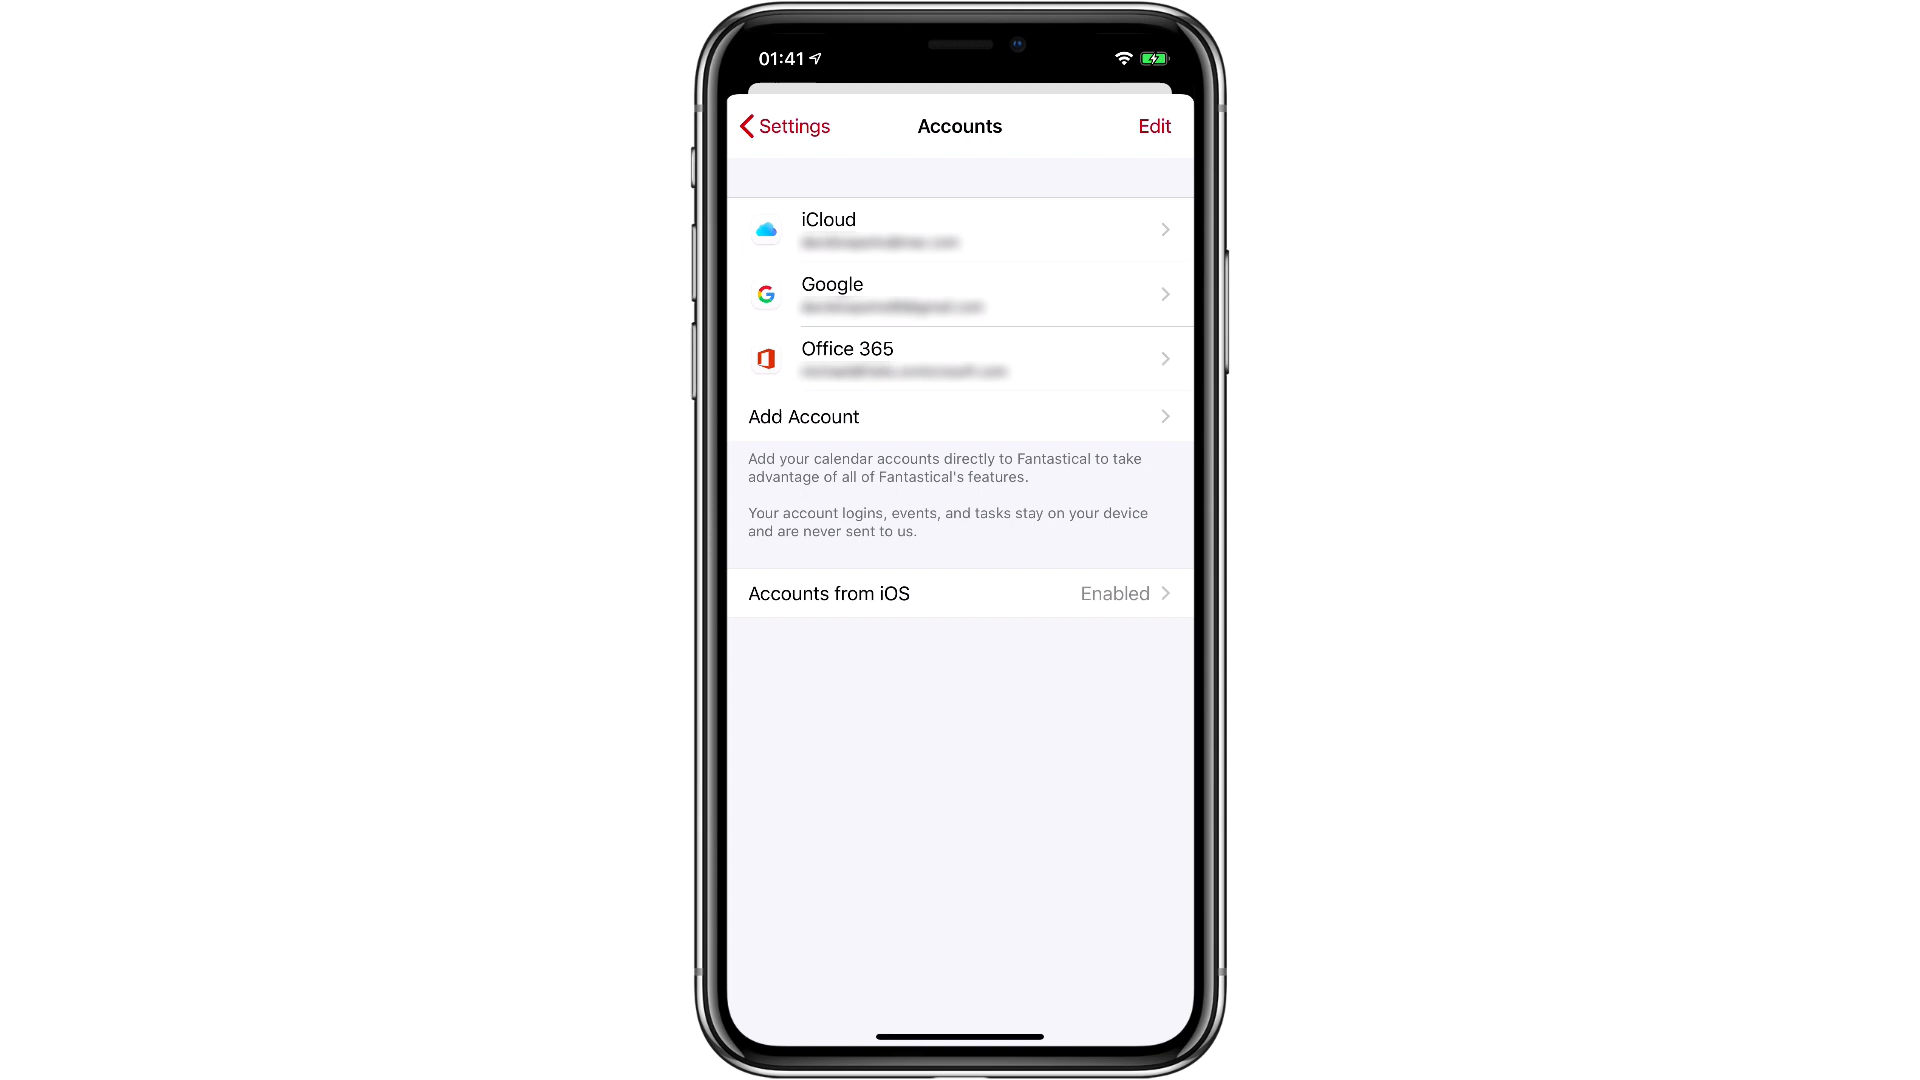 01:41
Settings
Accounts
Edit
iCloud
Google
Office 365
Add Account
Add your calendar accounts directly to Fantastical to take
advantage of all of Fantastical's features.
Your account logins, events, and tasks stay on your device
and are never sent to us.
Accounts from iOS
Enabled